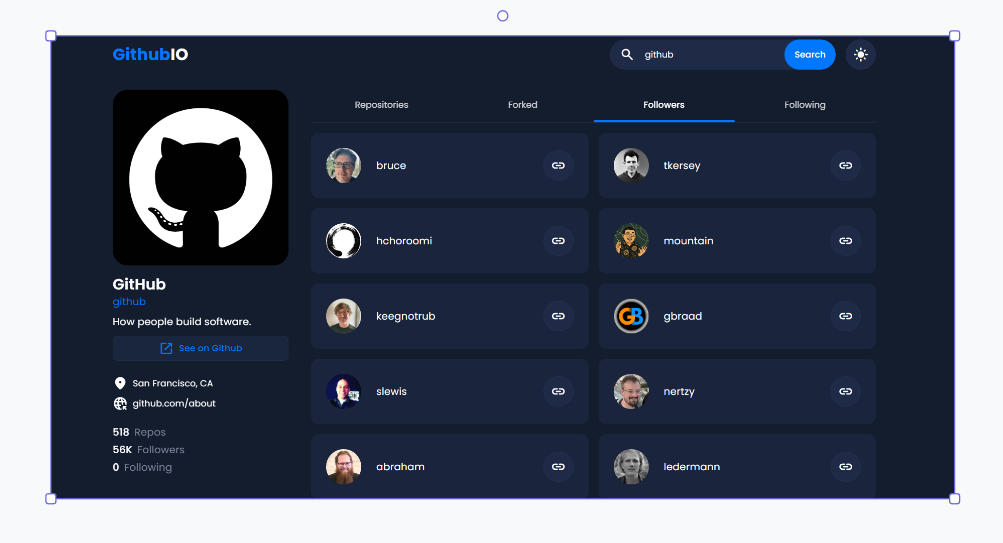 GithubIO
github
Search
Repositories
Forked
Followers
Following
GitHub
github
How people build software.
See on Github
San Francisco, CA
github.com/about
518 Repos
56K Followers
0 Following
bruce
tkersey
hchoroomi
mountain
keegnotrub
GB
gbraad
slewis
nertzy
abraham
ledermann